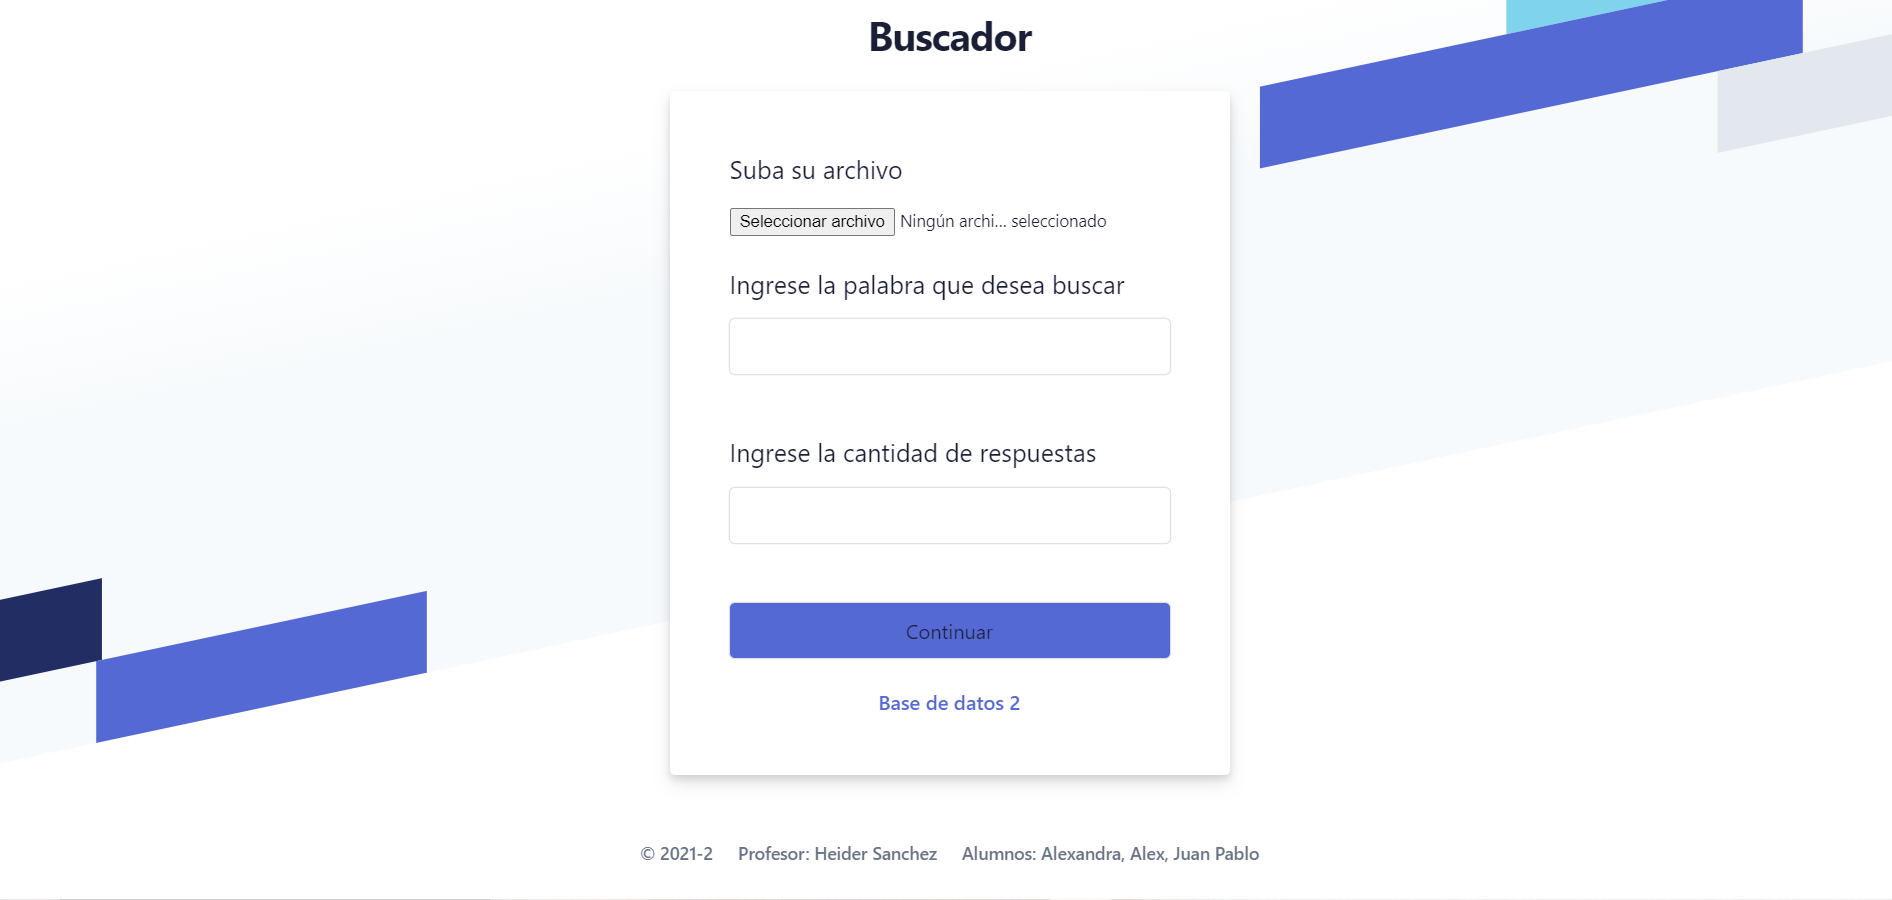 Buscador
Suba su archivo
Seleccionar archivo Ningún archi... seleccionado
Ingrese la palabra que desea buscar
Ingrese la cantidad de respuestas
Continuar
Base de datos 2
© 2021-2 Profesor: Heider Sanchez Alumnos: Alexandra, Alex, Juan Pablo